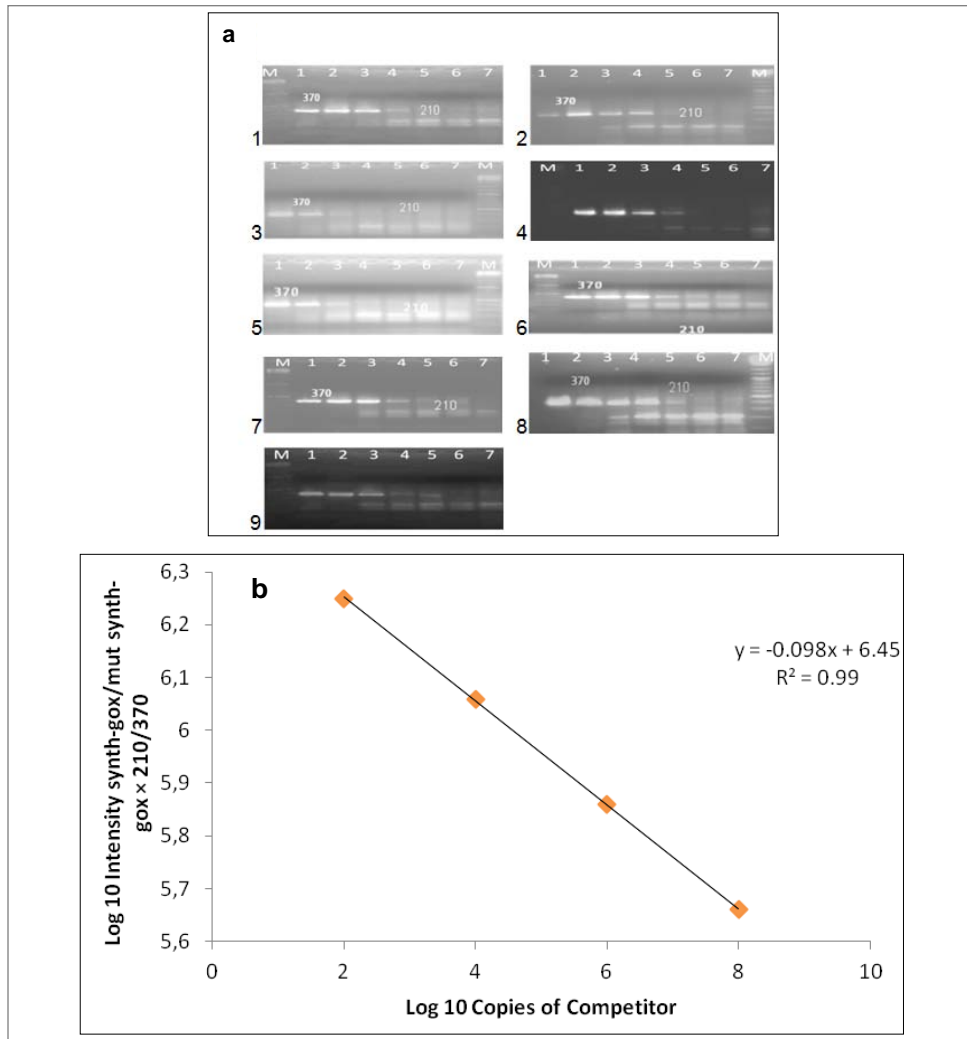 a
M 1 2 3 4 5 6 7
370
210
1
1 2 3 4 5 6 7 M
370
210
2
1 2 3 4 5 6 7 M
370
210
3
M 1 2 3 4 5 6 7
4
1 2 3 4 5 6 7 M
370
210
5
M 1 2 3 4 5 6 7
370
210
6
M 1 2 3 4 5 6 7
370
210
7
1 2 3 4 5 6 7 M
370
210
8
M 1 2 3 4 5 6 7
9
b
Log 10 Intensity synth-gox/mut synth-
gox × 210/370
6,3
6,2
6,1
6
5,9
5,8
5,7
5,6
y = -0.098x + 6.45
R² = 0.99
0 2 4 6 8 10
Log 10 Copies of Competitor